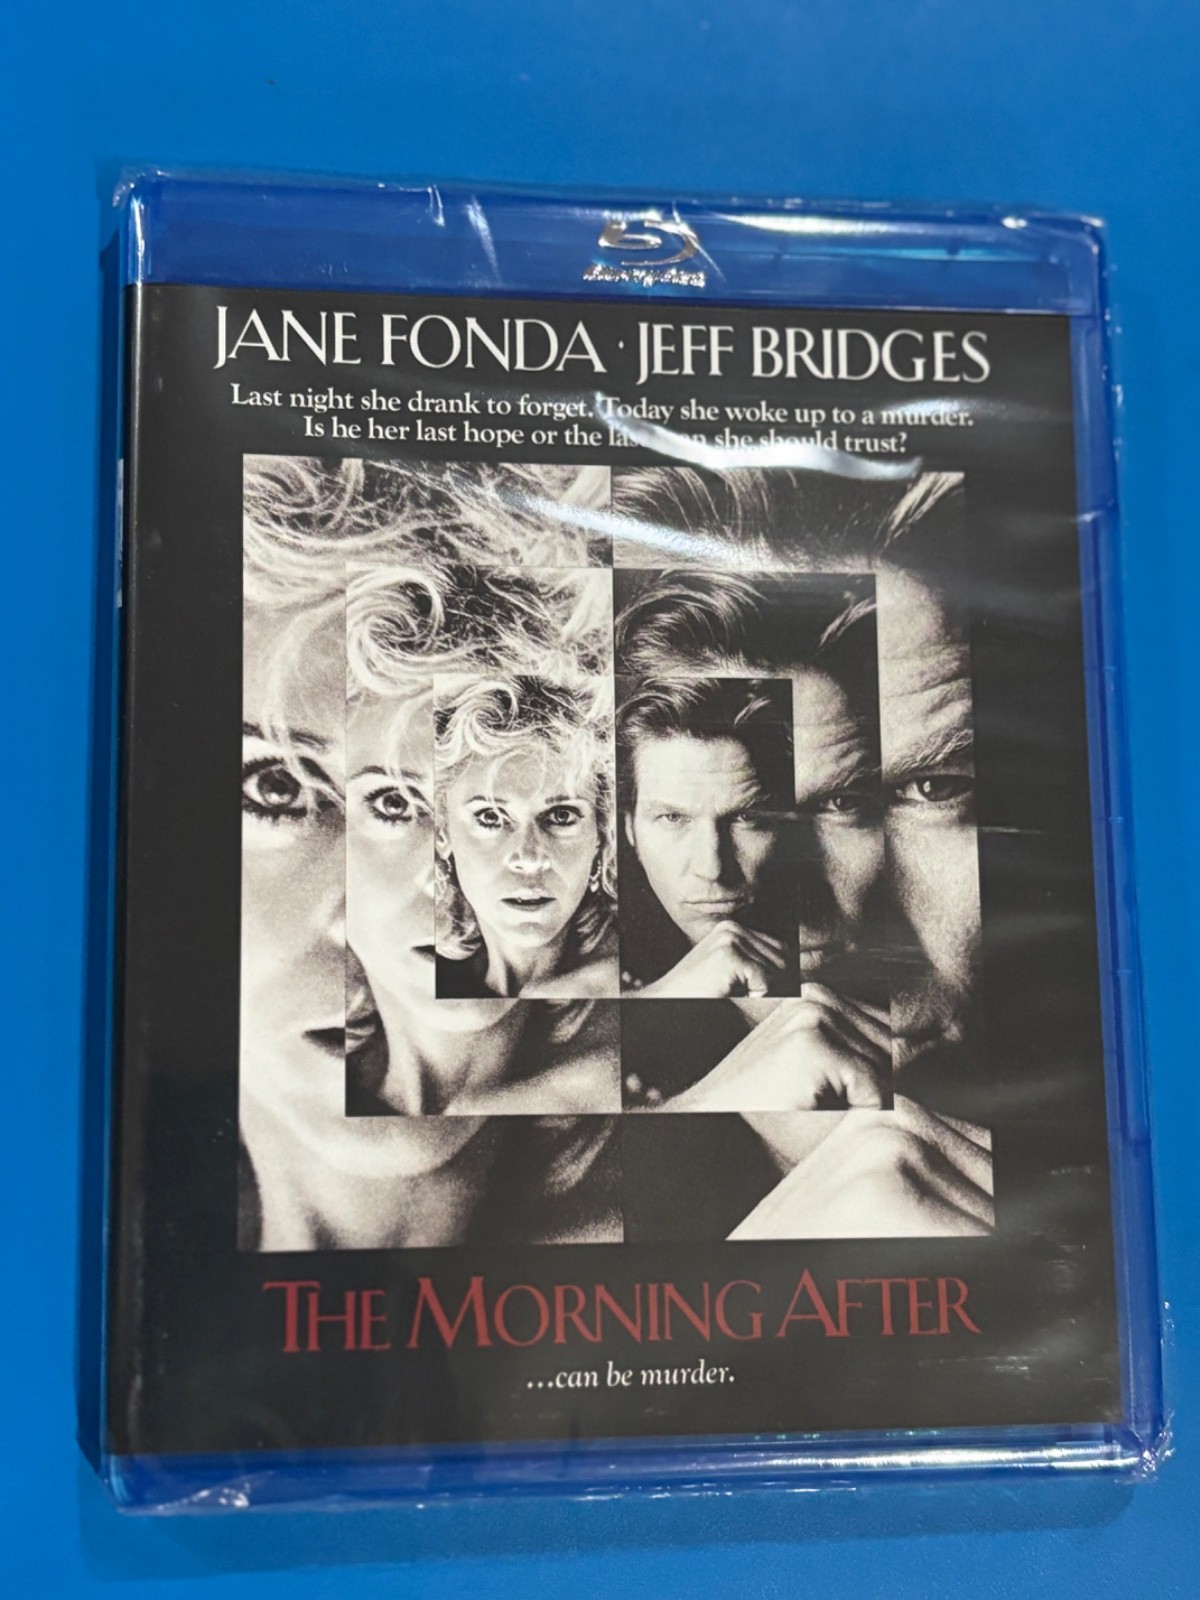 JANE FONDA · JEFF BRIDGES
Last night she drank to forget. Today she woke up to a murder.
Is he her last hope or the last she should trust?
THE MORNING AFTER
...can be murder.